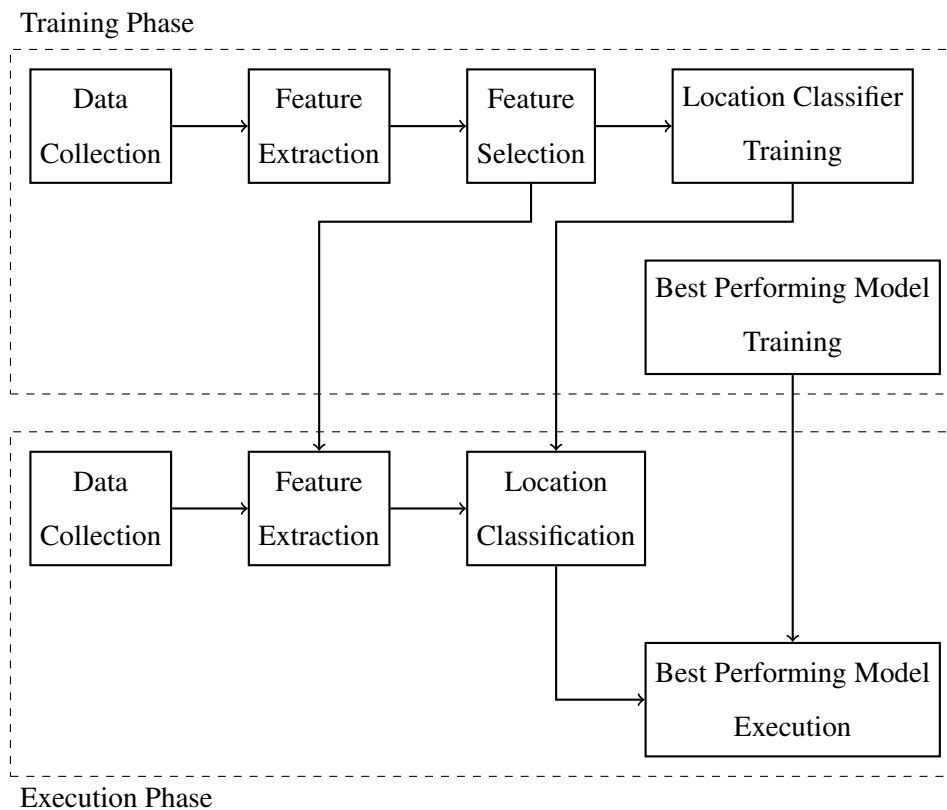 Training Phase
Data
Collection
Feature
Extraction
Feature
Selection
Location Classifier
Training
Best Performing Model
Training
Data
Collection
Feature
Extraction
Location
Classification
Best Performing Model
Execution
Execution Phase